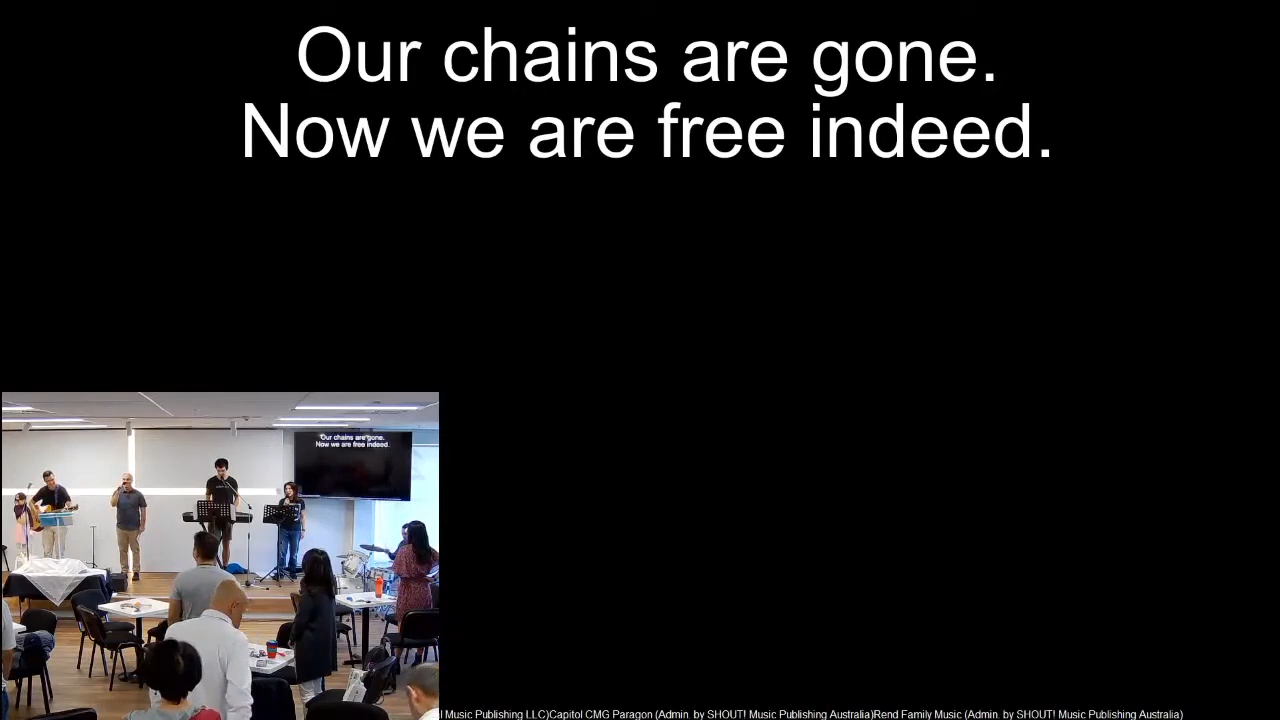 Our chains are gone.
Now we are free indeed.
Our chains are gone.
Now we are free indeed.
l Music Publishing LLC)Capitol CMG Paragon (Admin. by SHOUT! Music Publishing Australia)Rend Family Music (Admin. by SHOUT! Music Publishing Australia)